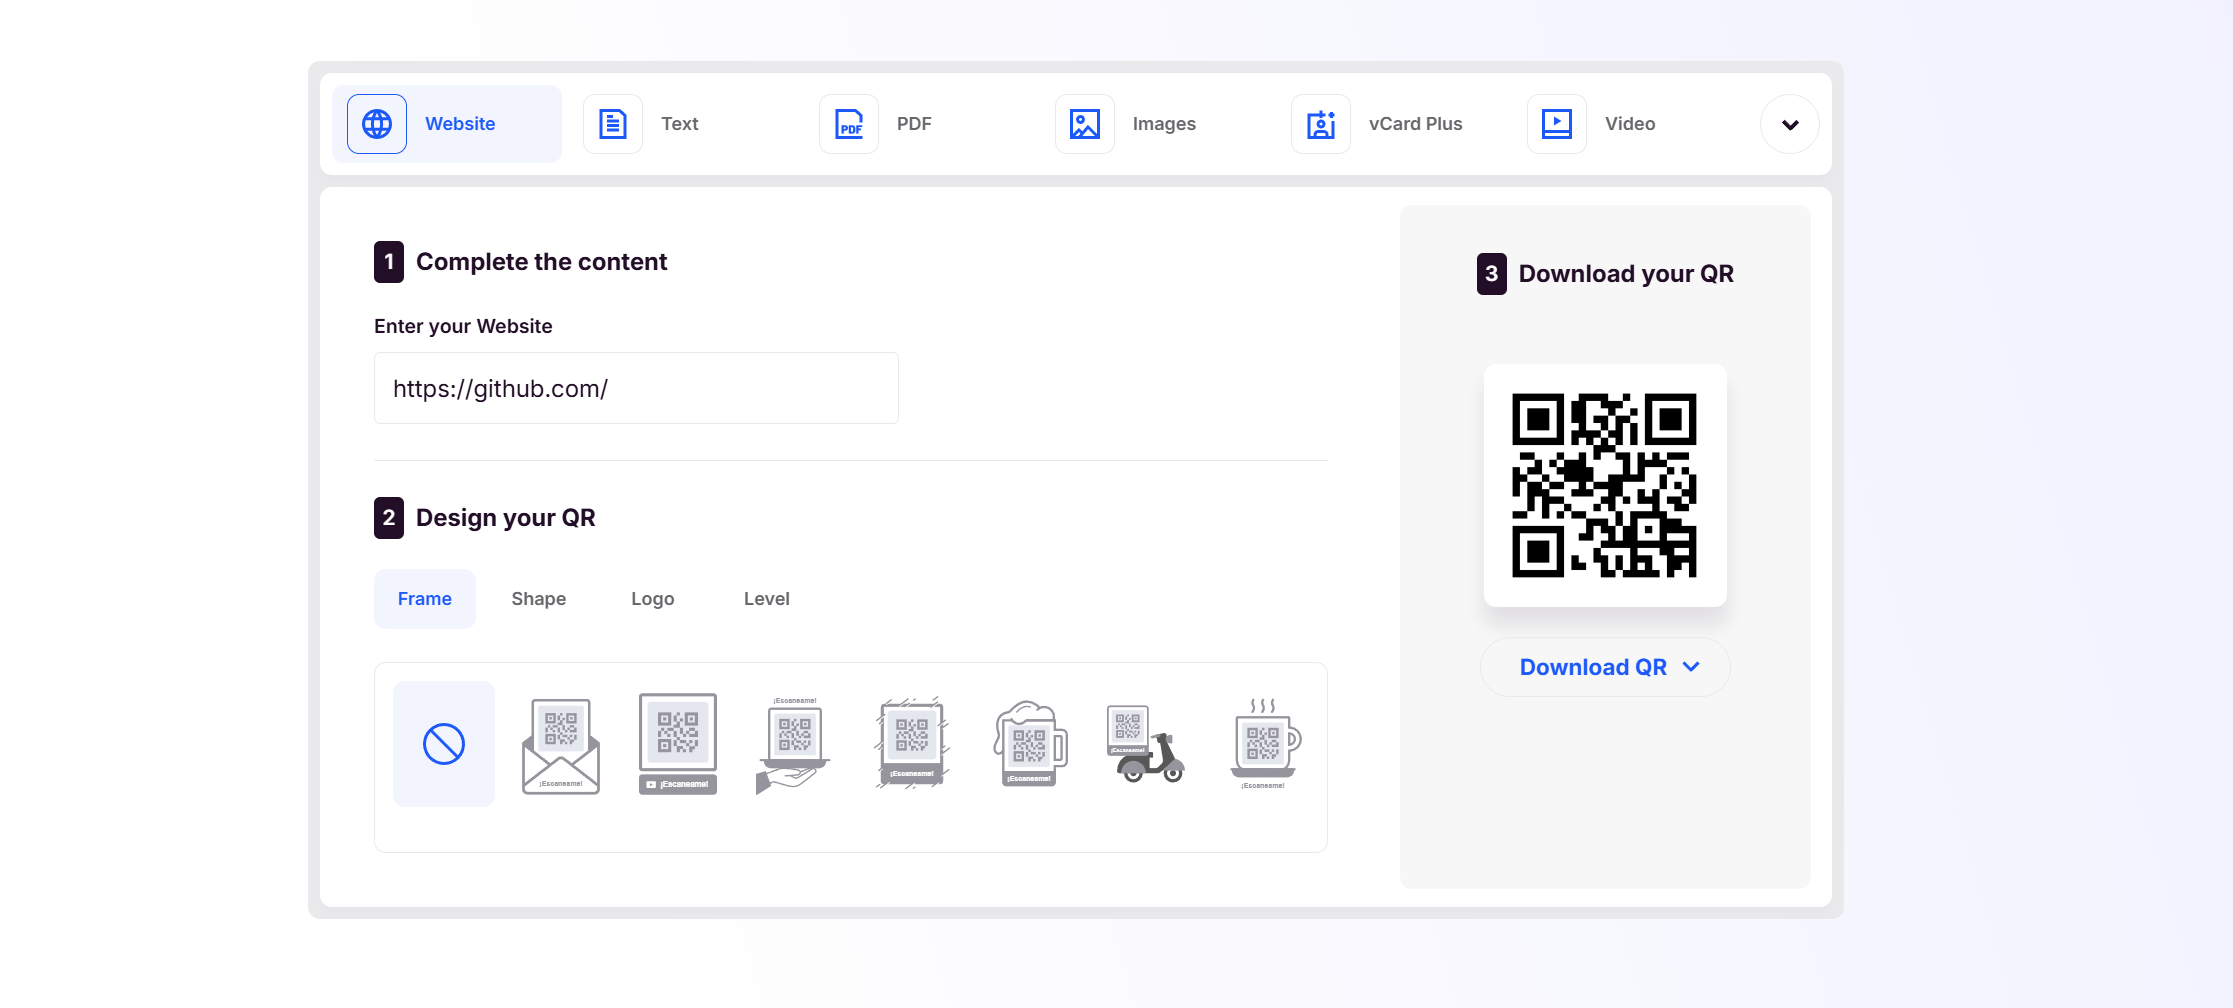 Website
Text
PDF
PDF
Images
vCard Plus
Video
1 Complete the content
Enter your Website
https://github.com/
2 Design your QR
Frame Shape Logo Level
¡Escaneame!
¡Escaneame!
¡Escaneame!
¡Escaneame!
¡Escaneame!
¡Escaneame!
¡Escaneame!
3 Download your QR
Download QR